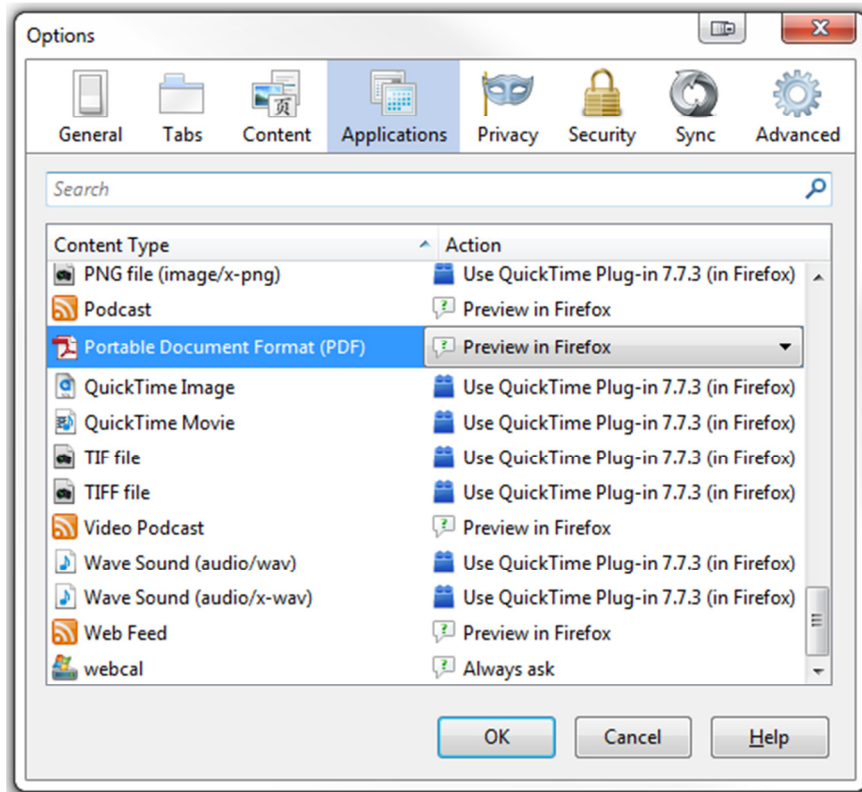 Options
General Tabs Content Applications Privacy Security Sync Advanced
Search
Content Type Action
PNG file (image/x-png) Use QuickTime Plug-in 7.7.3 (in Firefox)
Podcast Preview in Firefox
Portable Document Format (PDF) Preview in Firefox
QuickTime Image Use QuickTime Plug-in 7.7.3 (in Firefox)
QuickTime Movie Use QuickTime Plug-in 7.7.3 (in Firefox)
TIF file Use QuickTime Plug-in 7.7.3 (in Firefox)
TIFF file Use QuickTime Plug-in 7.7.3 (in Firefox)
Video Podcast Preview in Firefox
Wave Sound (audio/wav) Use QuickTime Plug-in 7.7.3 (in Firefox)
Wave Sound (audio/x-wav) Use QuickTime Plug-in 7.7.3 (in Firefox)
Web Feed Preview in Firefox
webcal Always ask
OK Cancel Help